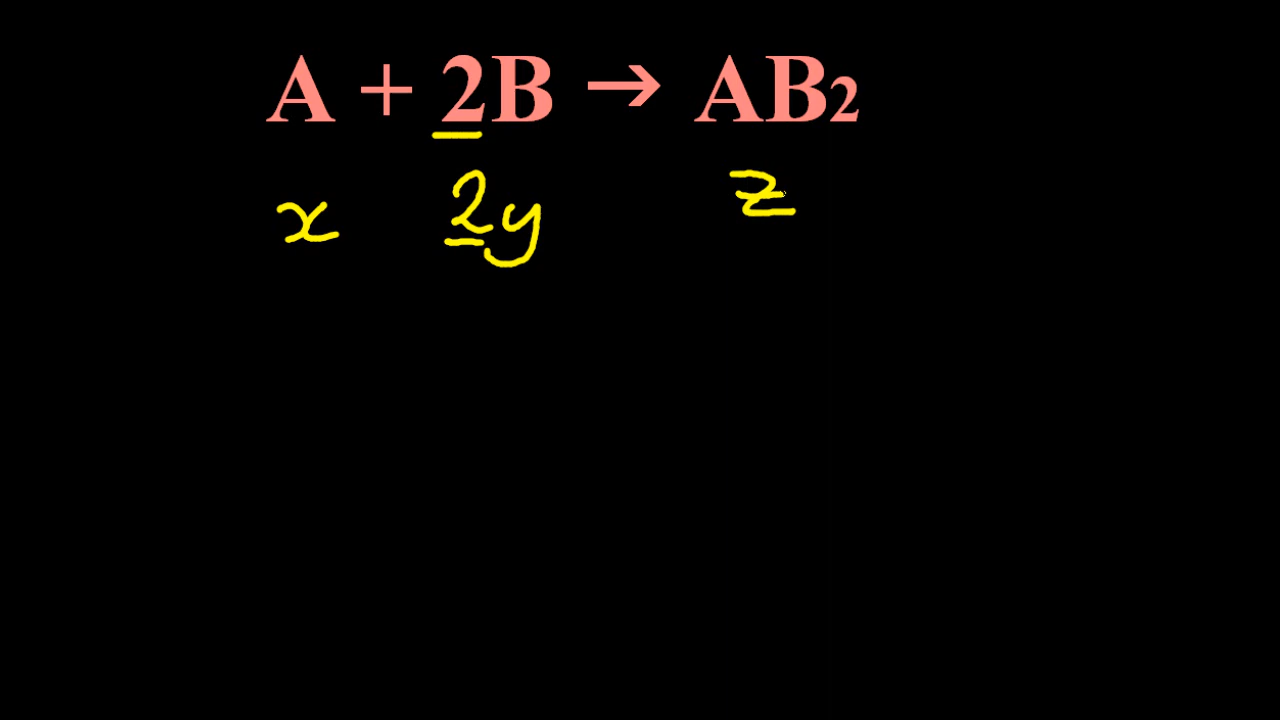 A + 2B → AB₂
x 2y z